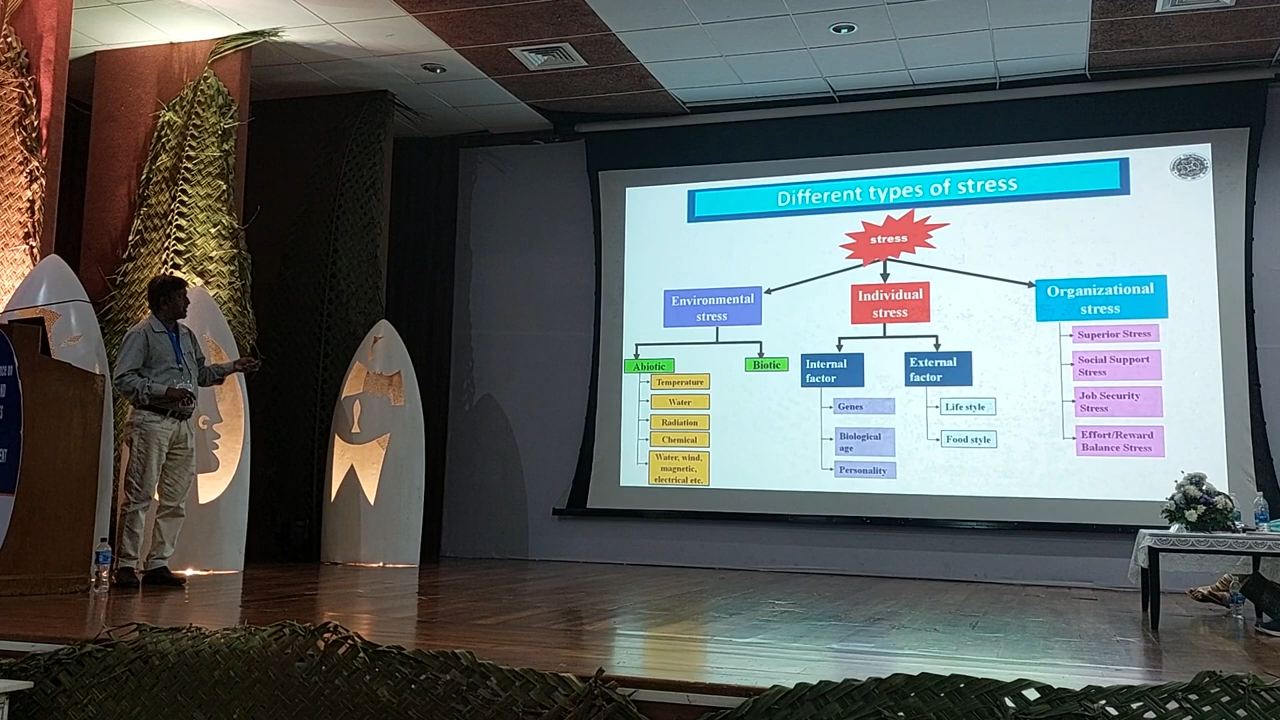 Different types of stress
stress
Environmental
stress
Individual
stress
Organizational
stress
Abiotic
Biotic
Temperature
Water
Radiation
Chemical
Water, wind,
magnetic,
electrical etc.
Internal
factor
External
factor
Genes
Biological
age
Personality
Life style
Food style
Superior Stress
Social Support
Stress
Job Security
Stress
Effort/Reward
Balance Stress